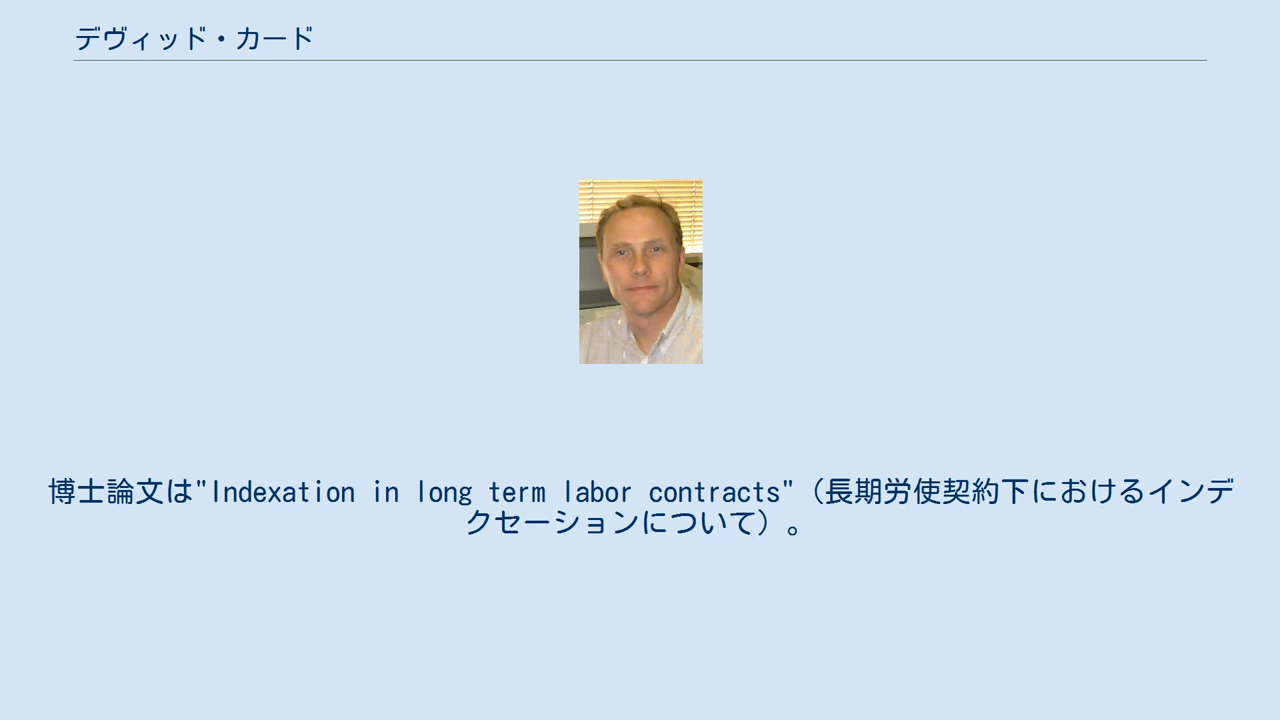 デヴィッド・カード
博士論文は"Indexation in long term labor contracts"（長期労使契約下におけるインデ
クセーションについて）。